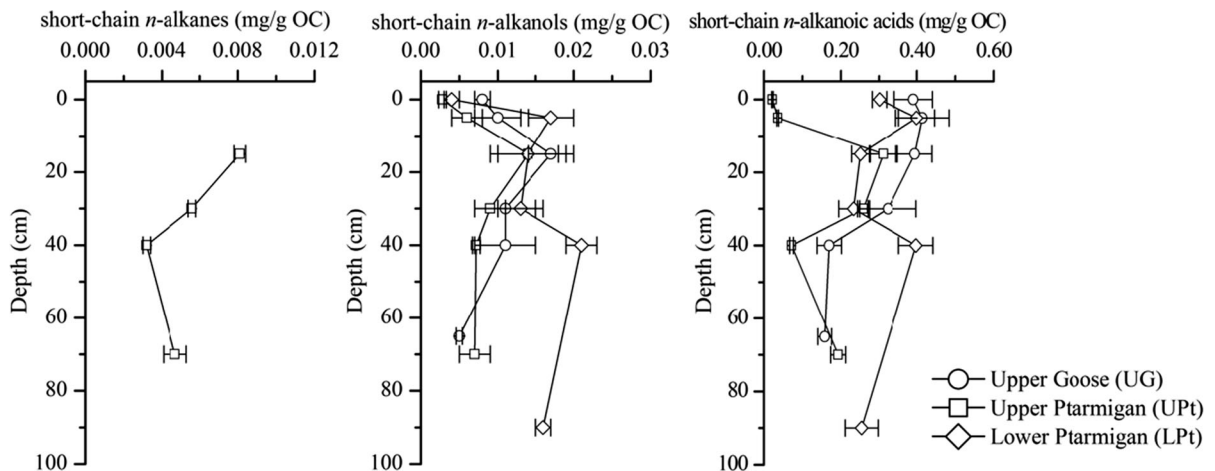 short-chain n-alkanes (mg/g OC)
0.000 0.004 0.008 0.012
0
20
40
60
80
100
Depth (cm)
short-chain n-alkanols (mg/g OC)
0.00 0.01 0.02 0.03
0
20
40
60
80
100
Depth (cm)
short-chain n-alkanoic acids (mg/g OC)
0.00 0.20 0.40 0.60
0
20
40
60
80
100
Depth (cm)
Upper Goose (UG)
Upper Ptarmigan (UPt)
Lower Ptarmigan (LPt)